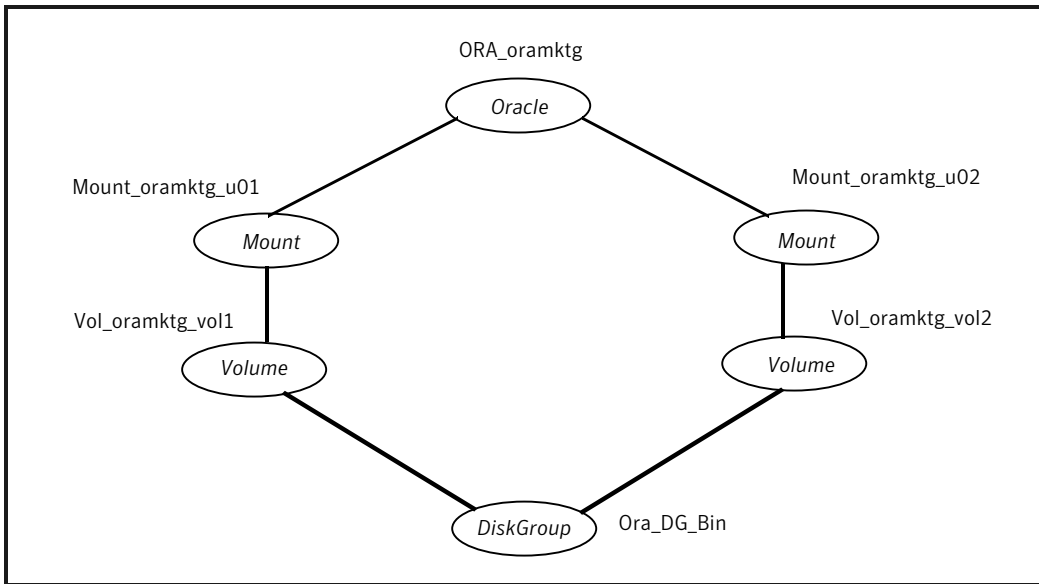 ORA_oramktg
Oracle
Mount_oramktg_u01
Mount_oramktg_u02
Mount
Mount
Vol_oramktg_vol1
Vol_oramktg_vol2
Volume
Volume
DiskGroup
Ora_DG_Bin